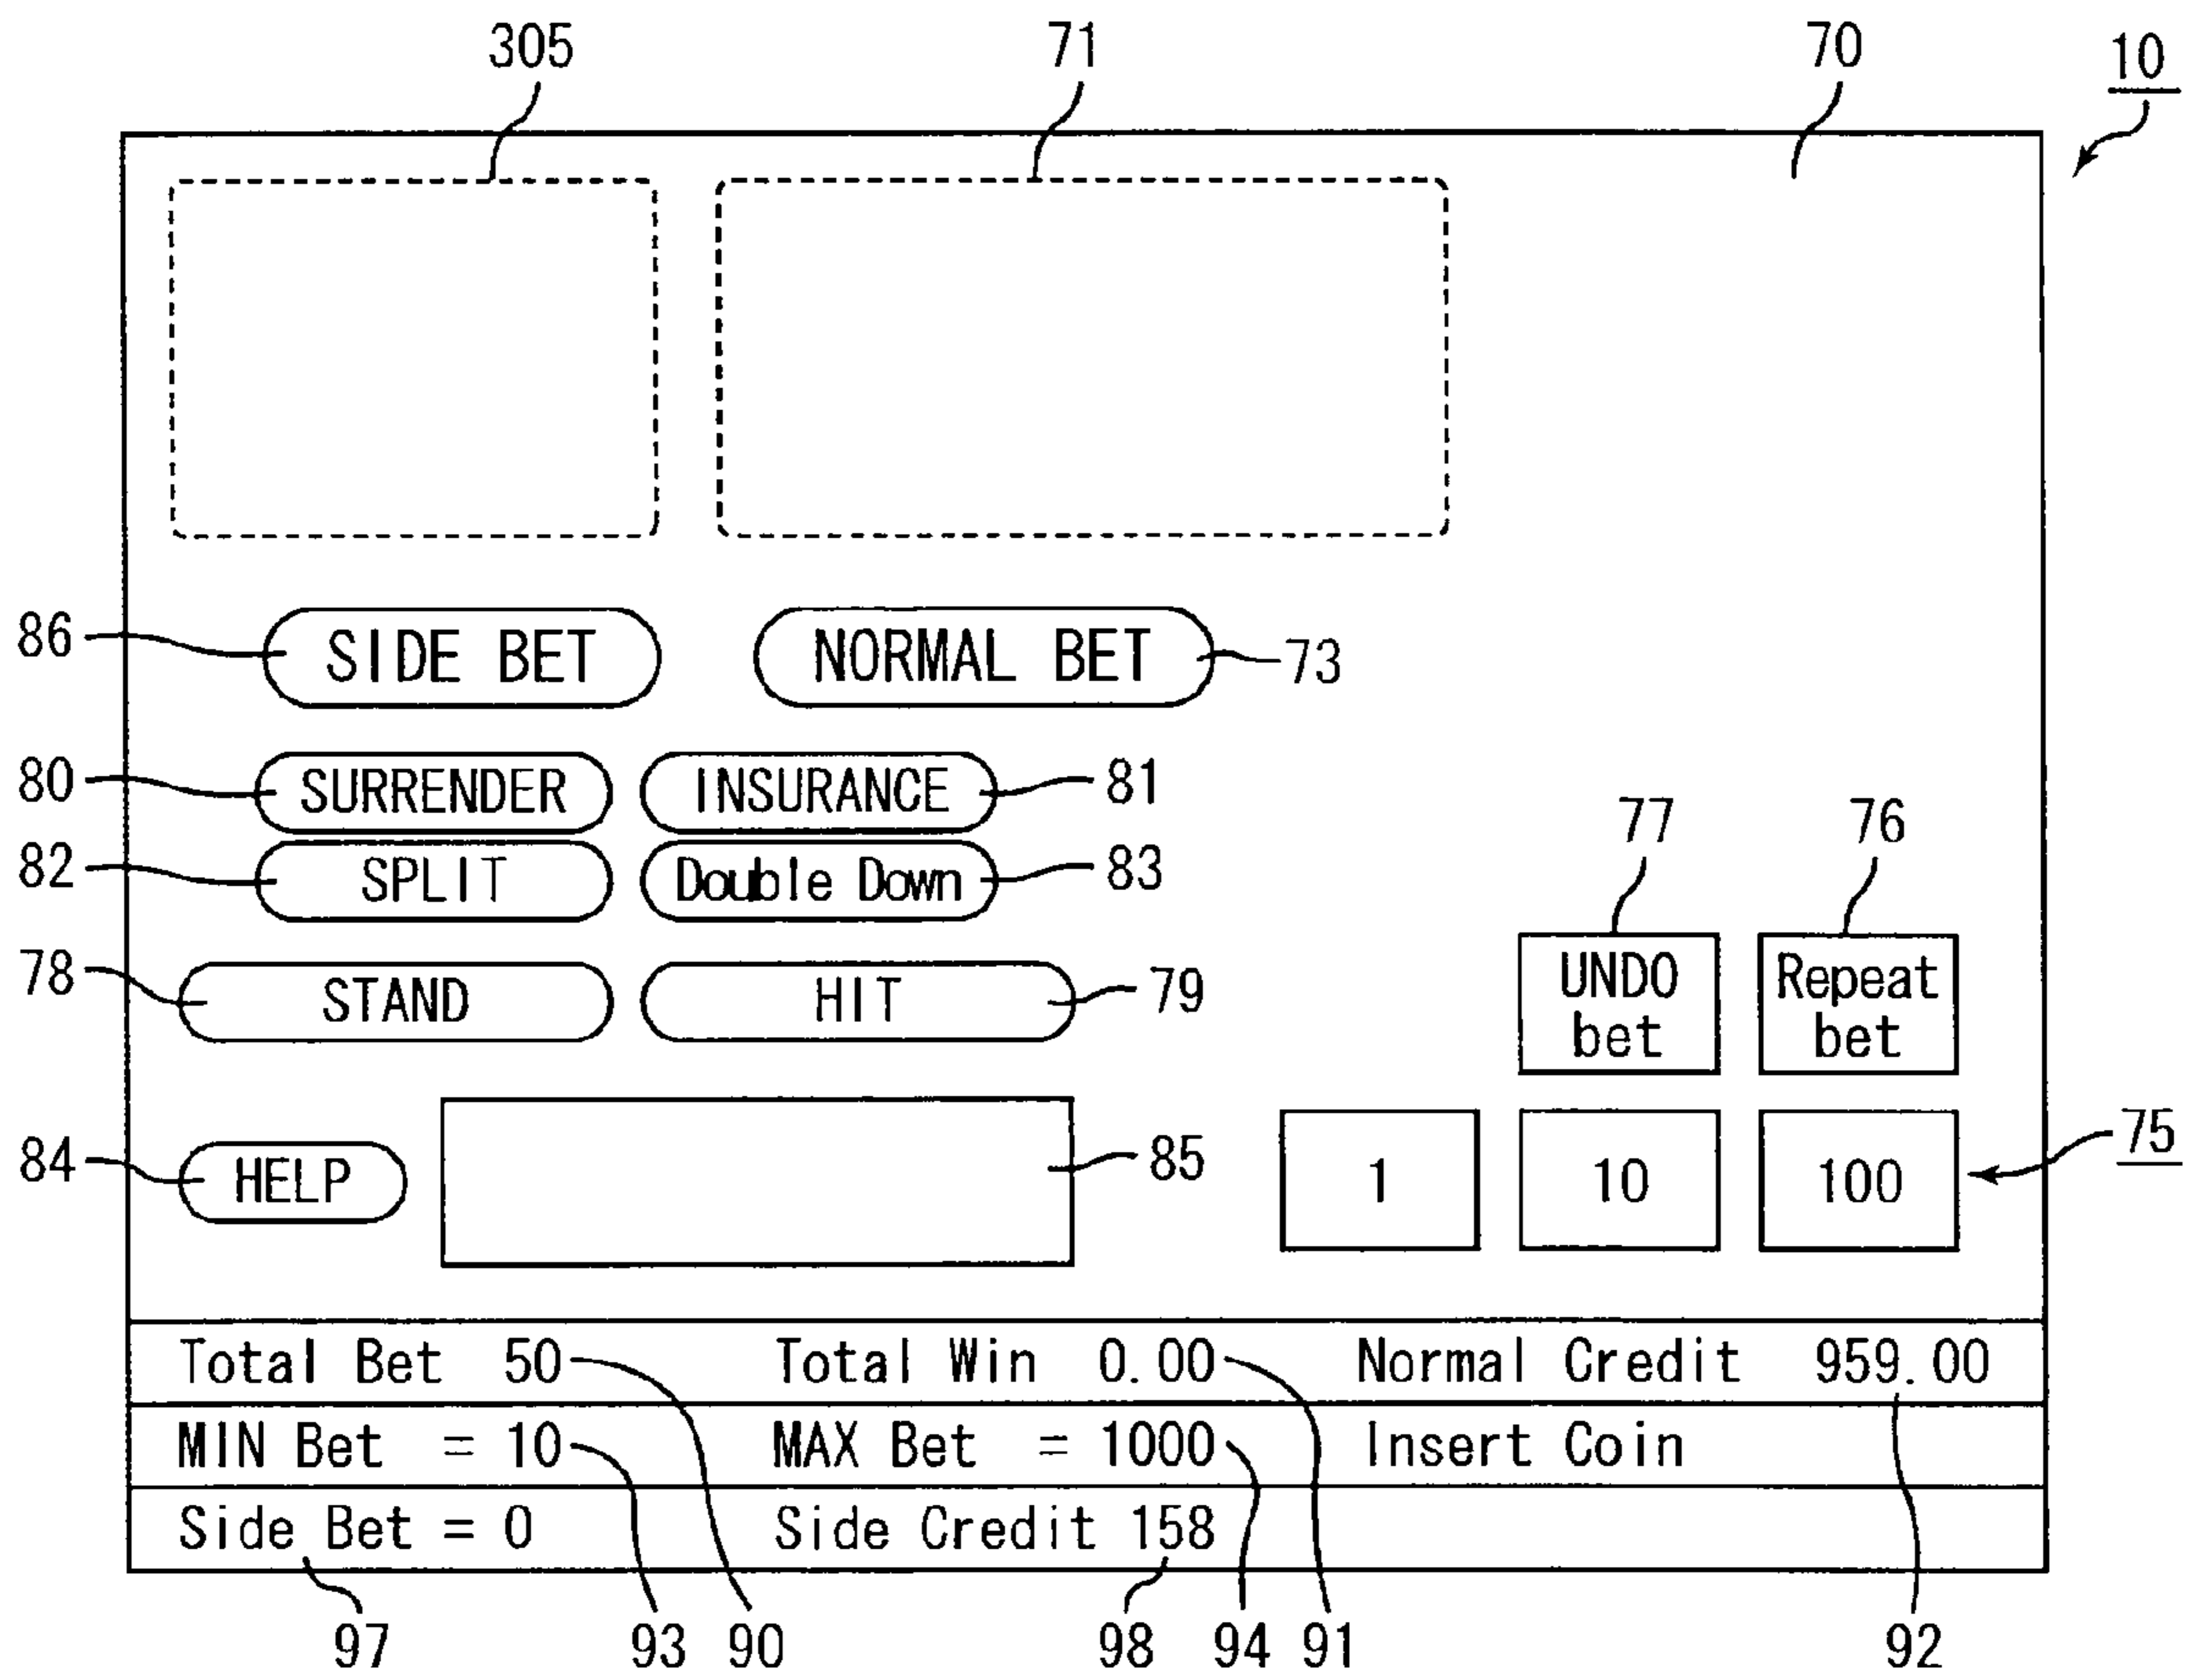 305 71 70 10
86 SIDE BET NORMAL BET 73
80 SURRENDER INSURANCE 81
82 SPLIT Double Down 83
77 76
78 STAND HIT 79
UNDO bet
Repeat bet
84 HELP 85 1 10 100 75
Total Bet 50 Total Win 0.00 Normal Credit 959.00
MIN Bet = 10 MAX Bet = 1000 Insert Coin
Side Bet = 0 Side Credit 158
97 93 90 98 94 91 92